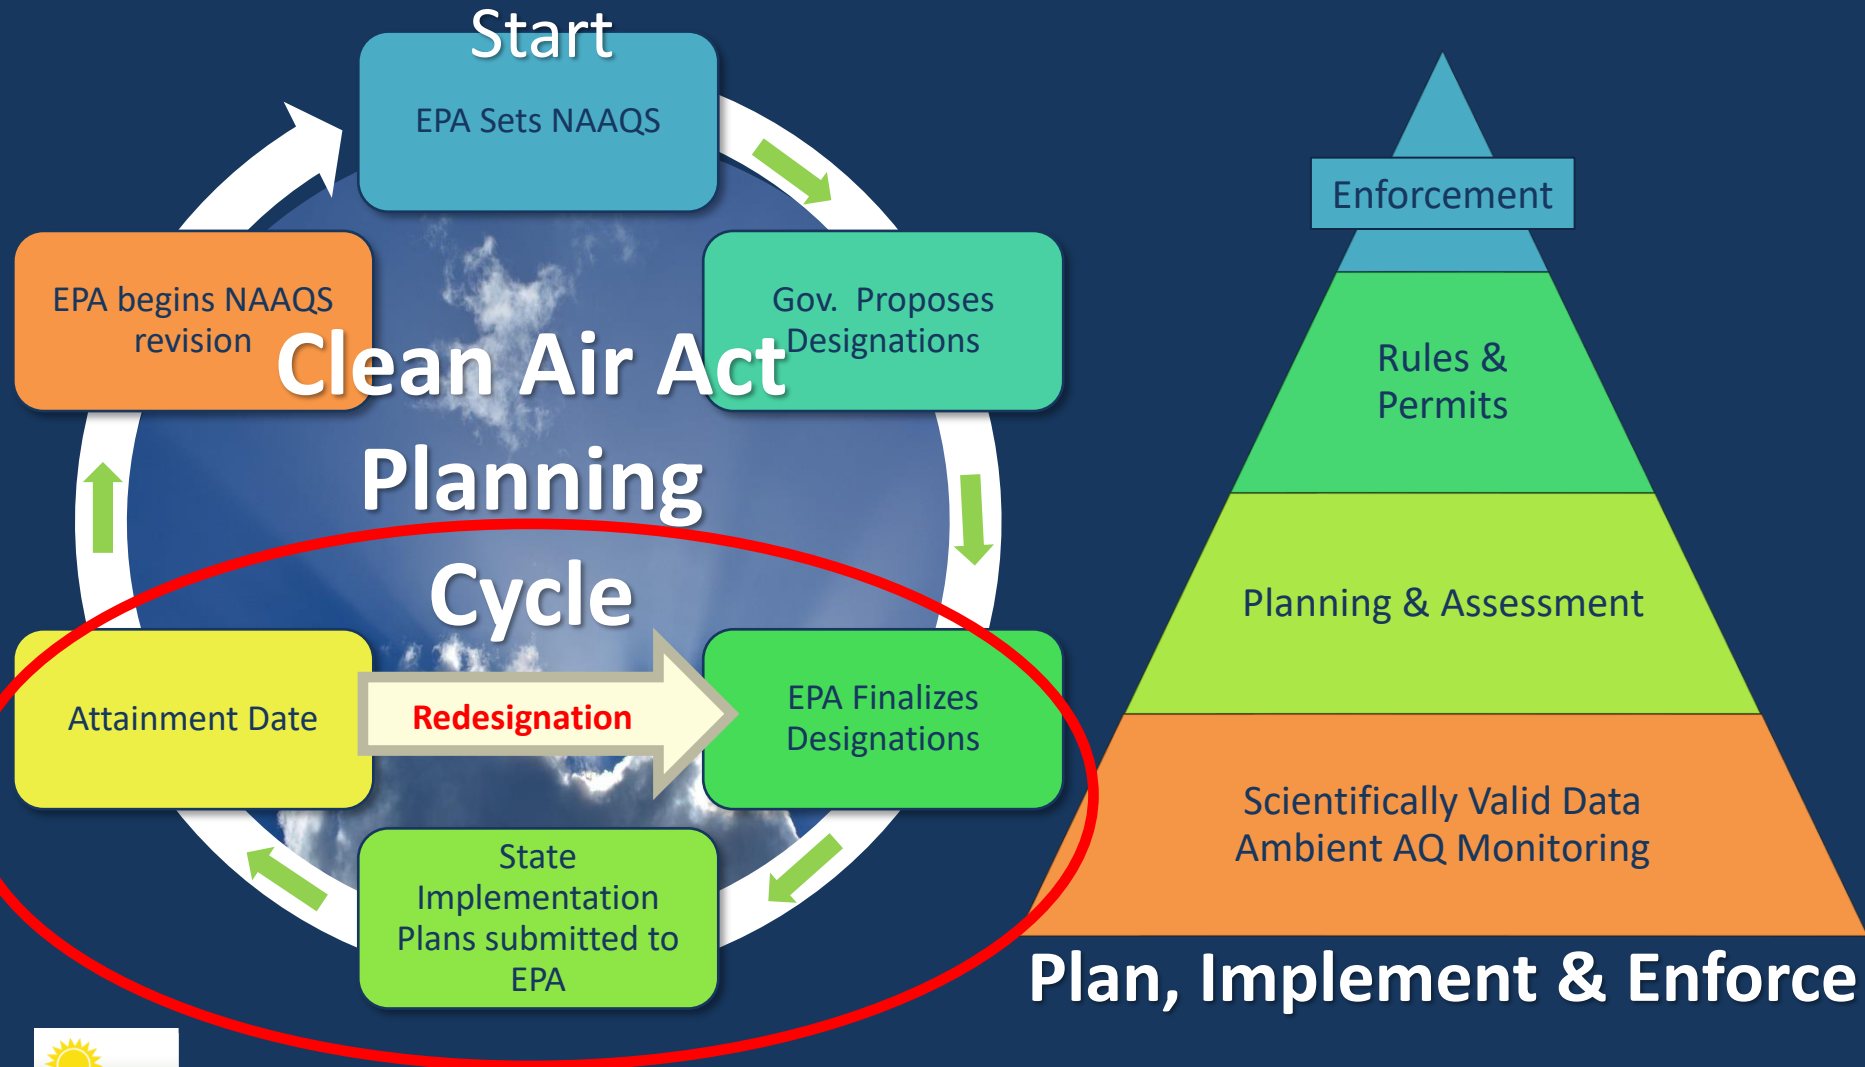 Start
EPA Sets NAAQS
Gov. Proposes
Designations
EPA Finalizes
Designations
State
Implementation
Plans submitted to
EPA
Attainment Date
Redesignation
EPA begins NAAQS
revision
Clean Air Act
Planning
Cycle
Enforcement
Rules &
Permits
Planning & Assessment
Scientifically Valid Data
Ambient AQ Monitoring
Plan, Implement & Enforce